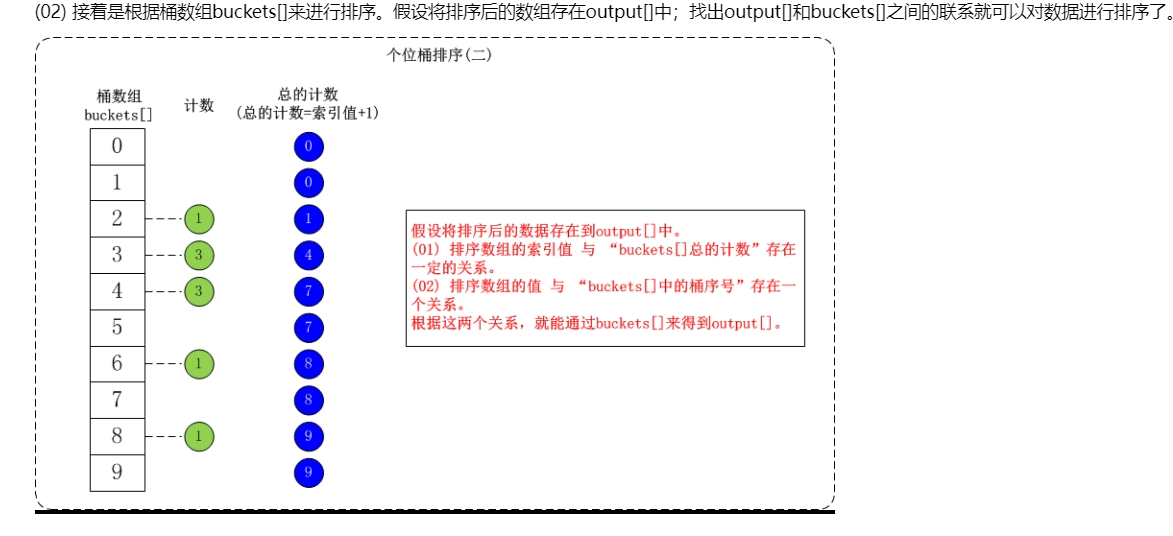 (02) 接着是根据桶数组buckets[]来进行排序。假设将排序后的数组存在output[]中；找出output[]和buckets[]之间的联系就可以对数据进行排序了。
个位桶排序(二)
桶数组
buckets[]
计数
总的计数
(总的计数=索引值+1)
0 0
1 0
2 1 1
3 3 4
4 3 7
5 7
6 1 8
7 8
8 1 9
9 9
假设将排序后的数据存在到output[]中。
(01) 排序数组的索引值 与 “buckets[]总的计数”存在
一定的关系。
(02) 排序数组的值 与 “buckets[]中的桶序号”存在一
个关系。
根据这两个关系，就能通过buckets[]来得到output[]。